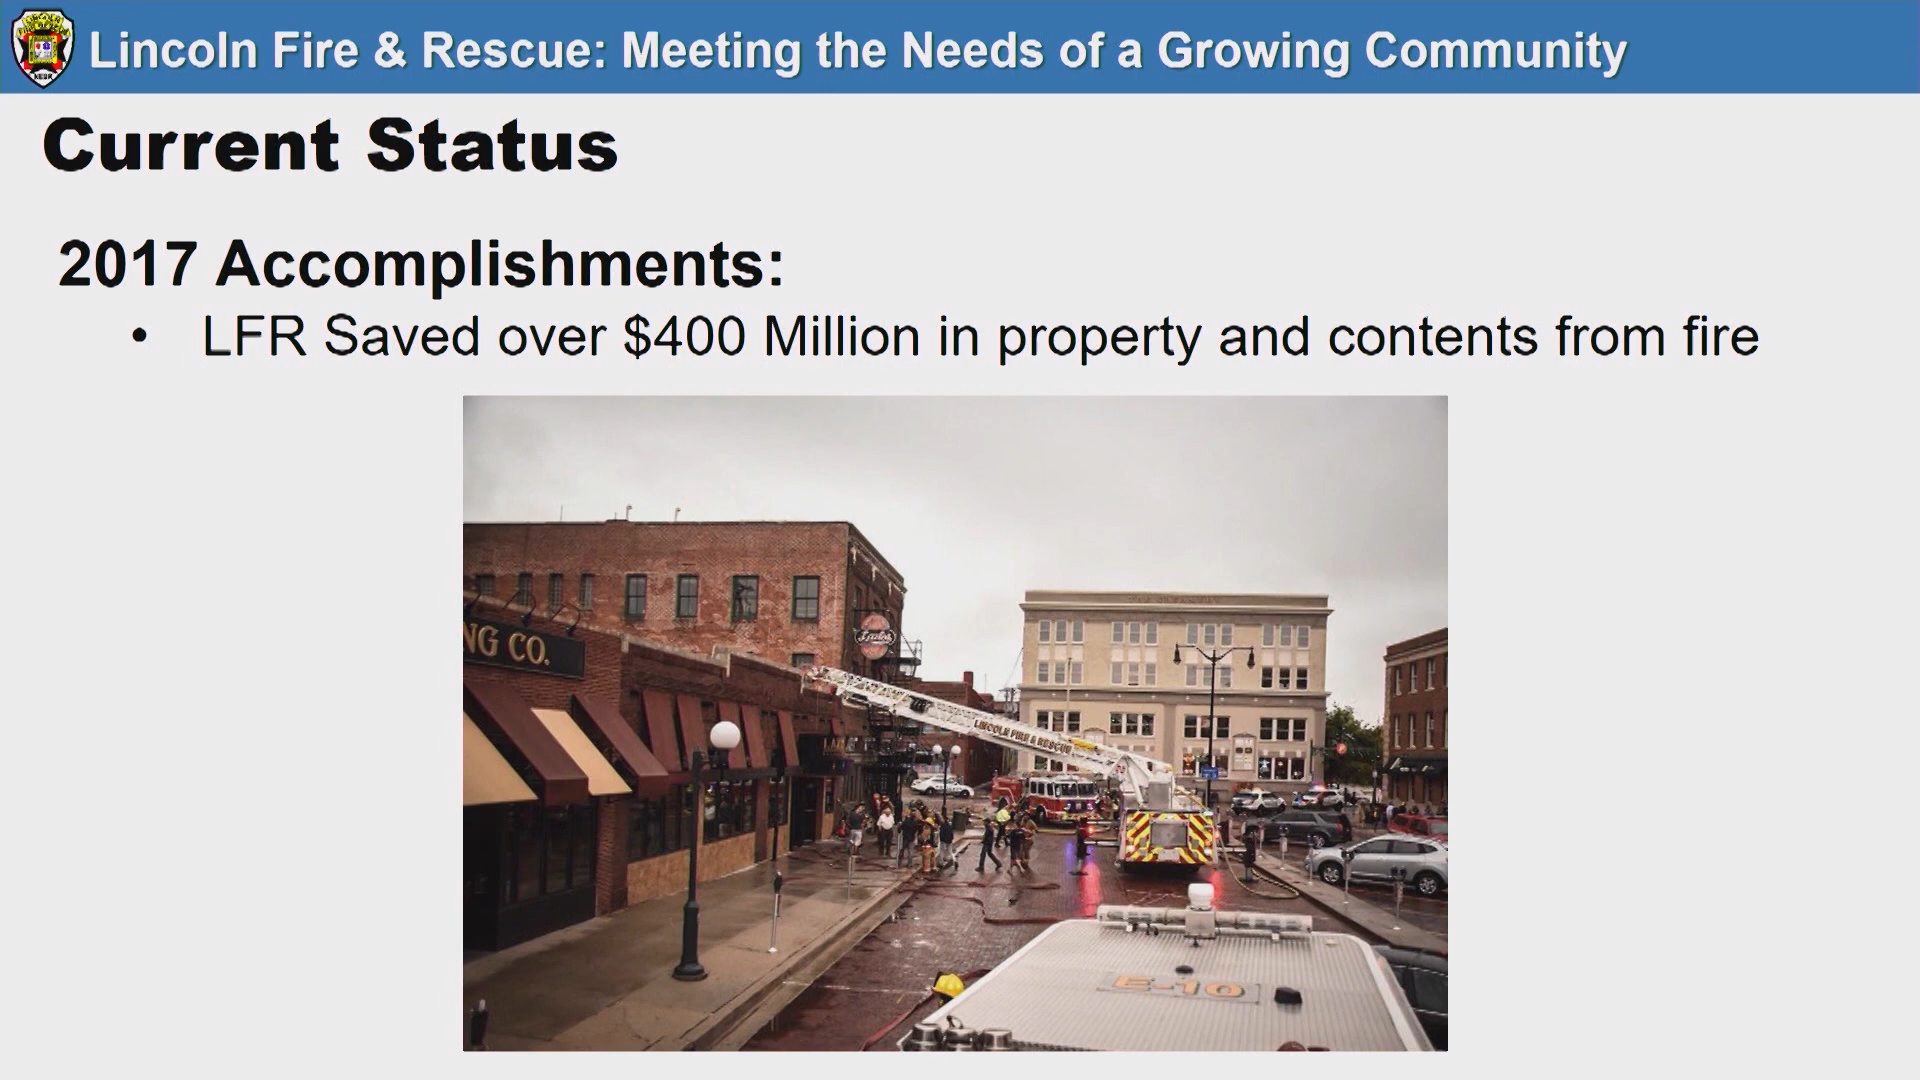 Lincoln Fire & Rescue: Meeting the Needs of a Growing Community
Current Status
2017 Accomplishments:
• LFR Saved over $400 Million in property and contents from fire
NG CO.
LINCOLN FIRE & RESCUE
E-10